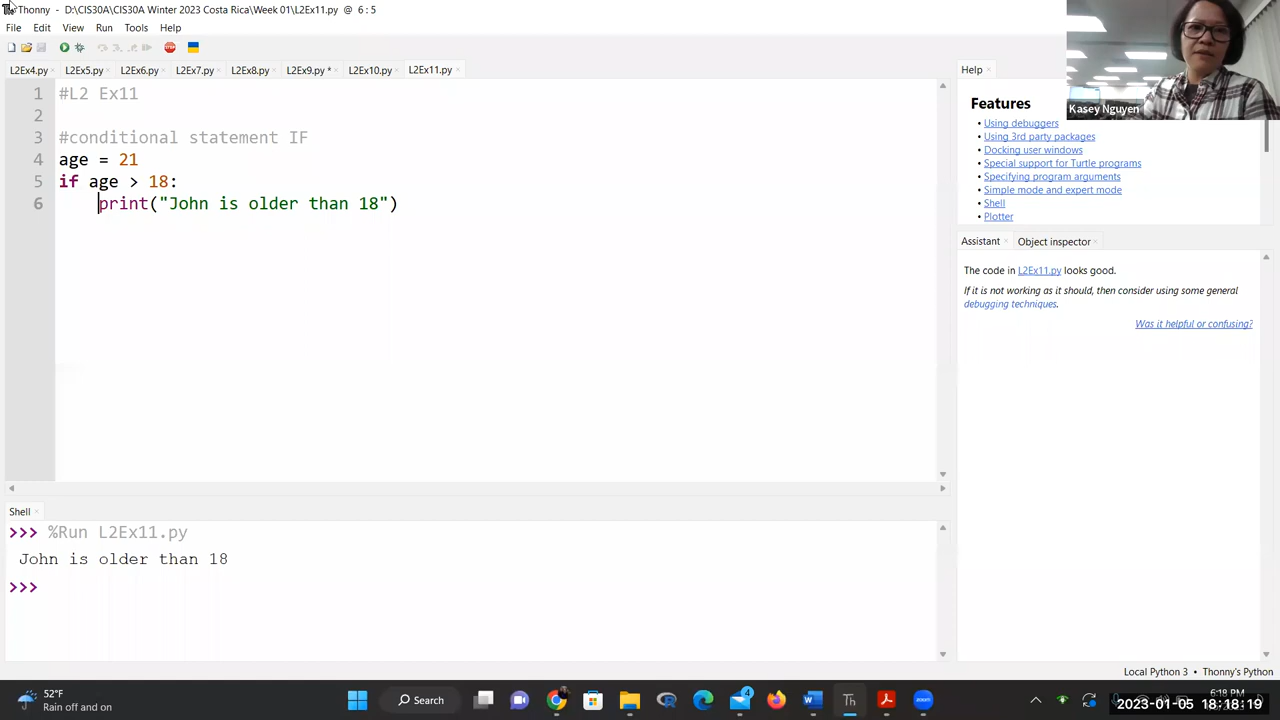 Thonny - D:\CIS30A\CIS30A Winter 2023 Costa Rica\Week 01\L2Ex11.py @ 6:5
File Edit View Run Tools Help
L2Ex4.py L2Ex5.py L2Ex6.py L2Ex7.py L2Ex8.py L2Ex9.py * L2Ex10.py L2Ex11.py
1 #L2 Ex11
2
3 #conditional statement IF
4 age = 21
5 if age > 18:
6 print("John is older than 18")
Shell
>>> %Run L2Ex11.py
John is older than 18
>>>
Help
Kasey Nguyen
Features
• Using debuggers
• Using 3rd party packages
• Docking user windows
• Special support for Turtle programs
• Specifying program arguments
• Simple mode and expert mode
• Shell
• Plotter
Assistant Object inspector
The code in L2Ex11.py looks good.
If it is not working as it should, then consider using some general
debugging techniques.
Was it helpful or confusing?
Local Python 3 • Thonny's Python
52°F
Rain off and on
Search
4
6:18 PM
2023-01-05 18:18:19